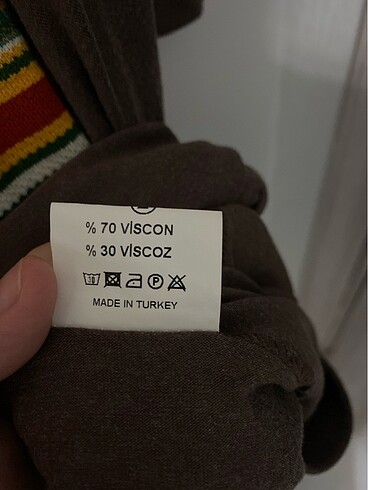 % 70 VİSCON
% 30 VİSCOZ
P
MADE IN TURKEY